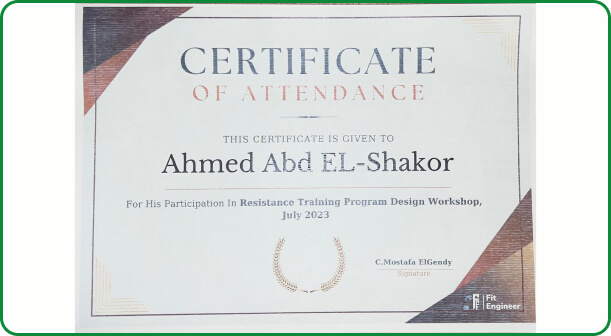 CERTIFICATE
OF ATTENDANCE
THIS CERTIFICATE IS GIVEN TO
Ahmed Abd EL-Shakor
For His Participation In Resistance Training Program Design Workshop,
July 2023
C.Mostafa ElGendy
Signature
Fit
Engineer